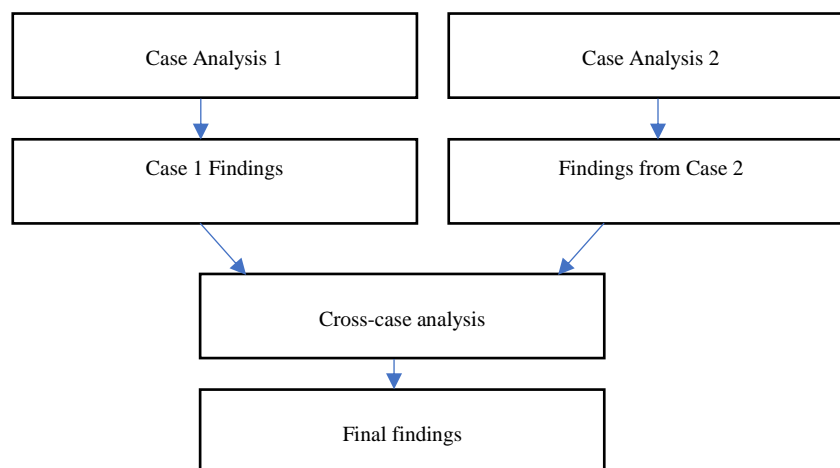 Case Analysis 1
Case Analysis 2
Case 1 Findings
Findings from Case 2
Cross-case analysis
Final findings